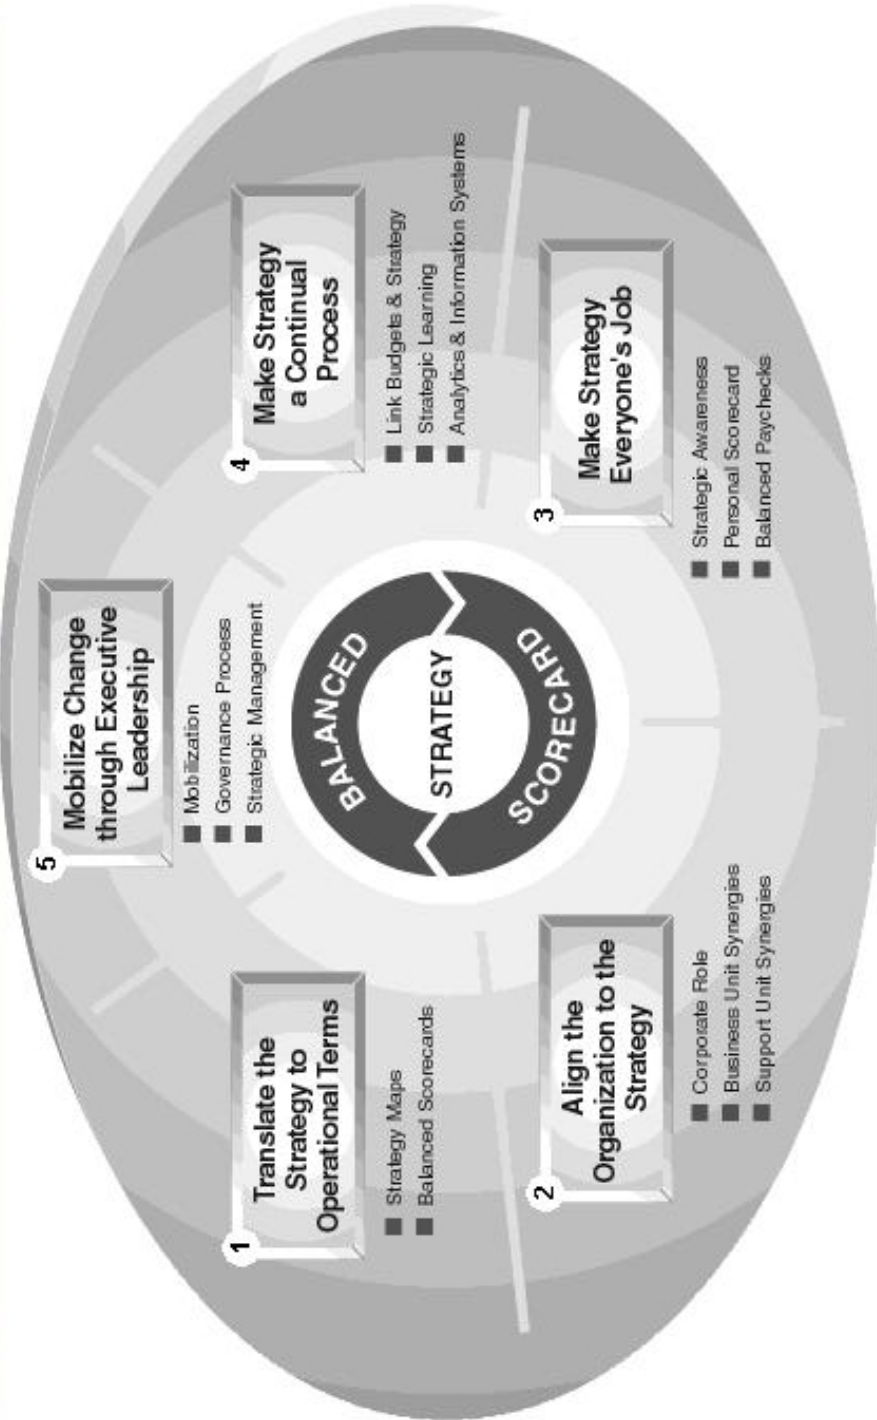 5
Mobilize Change
through Executive
Leadership
Mobilization
Governance Process
Strategic Management
1
Translate the
Strategy to
Operational Terms
Strategy Maps
Balanced Scorecards
4
Make Strategy
a Continual
Process
Link Budgets & Strategy
Strategic Learning
Analytics & Information Systems
BALANCED
STRATEGY
SCORECARD
2
Align the
Organization to the
Strategy
Corporate Role
Business Unit Synergies
Support Unit Synergies
3
Make Strategy
Everyone's Job
Strategic Awareness
Personal Scorecard
Balanced Paychecks